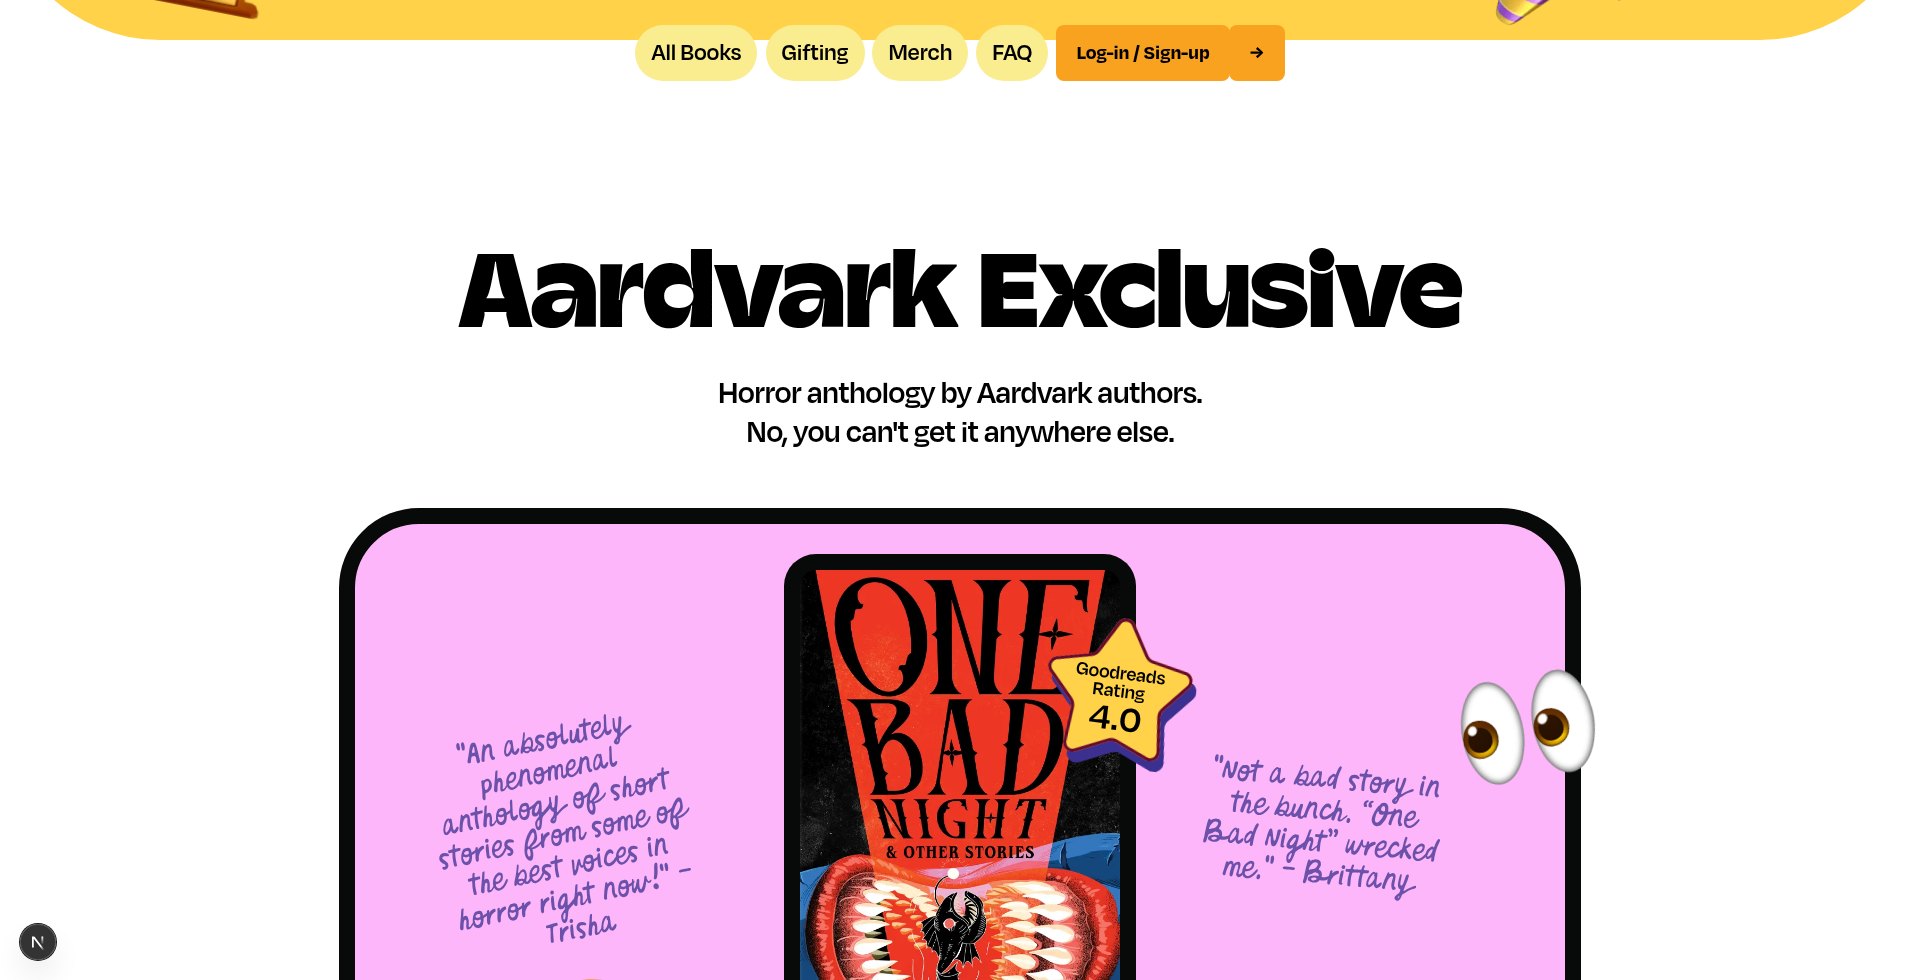 All Books
Gifting
Merch
FAQ
Log-in / Sign-up
→
Aardvark Exclusive
Horror anthology by Aardvark authors.
No, you can't get it anywhere else.
ONE
BAD
NIGHT
& OTHER STORIES
Goodreads
Rating
4.0
"An absolutely
phenomenal
anthology of short
stories from some of
the best voices in
horror right now!" -
Trisha
"Not a bad story in
the bunch. “One
Bad Night” wrecked
me." - Brittany
N